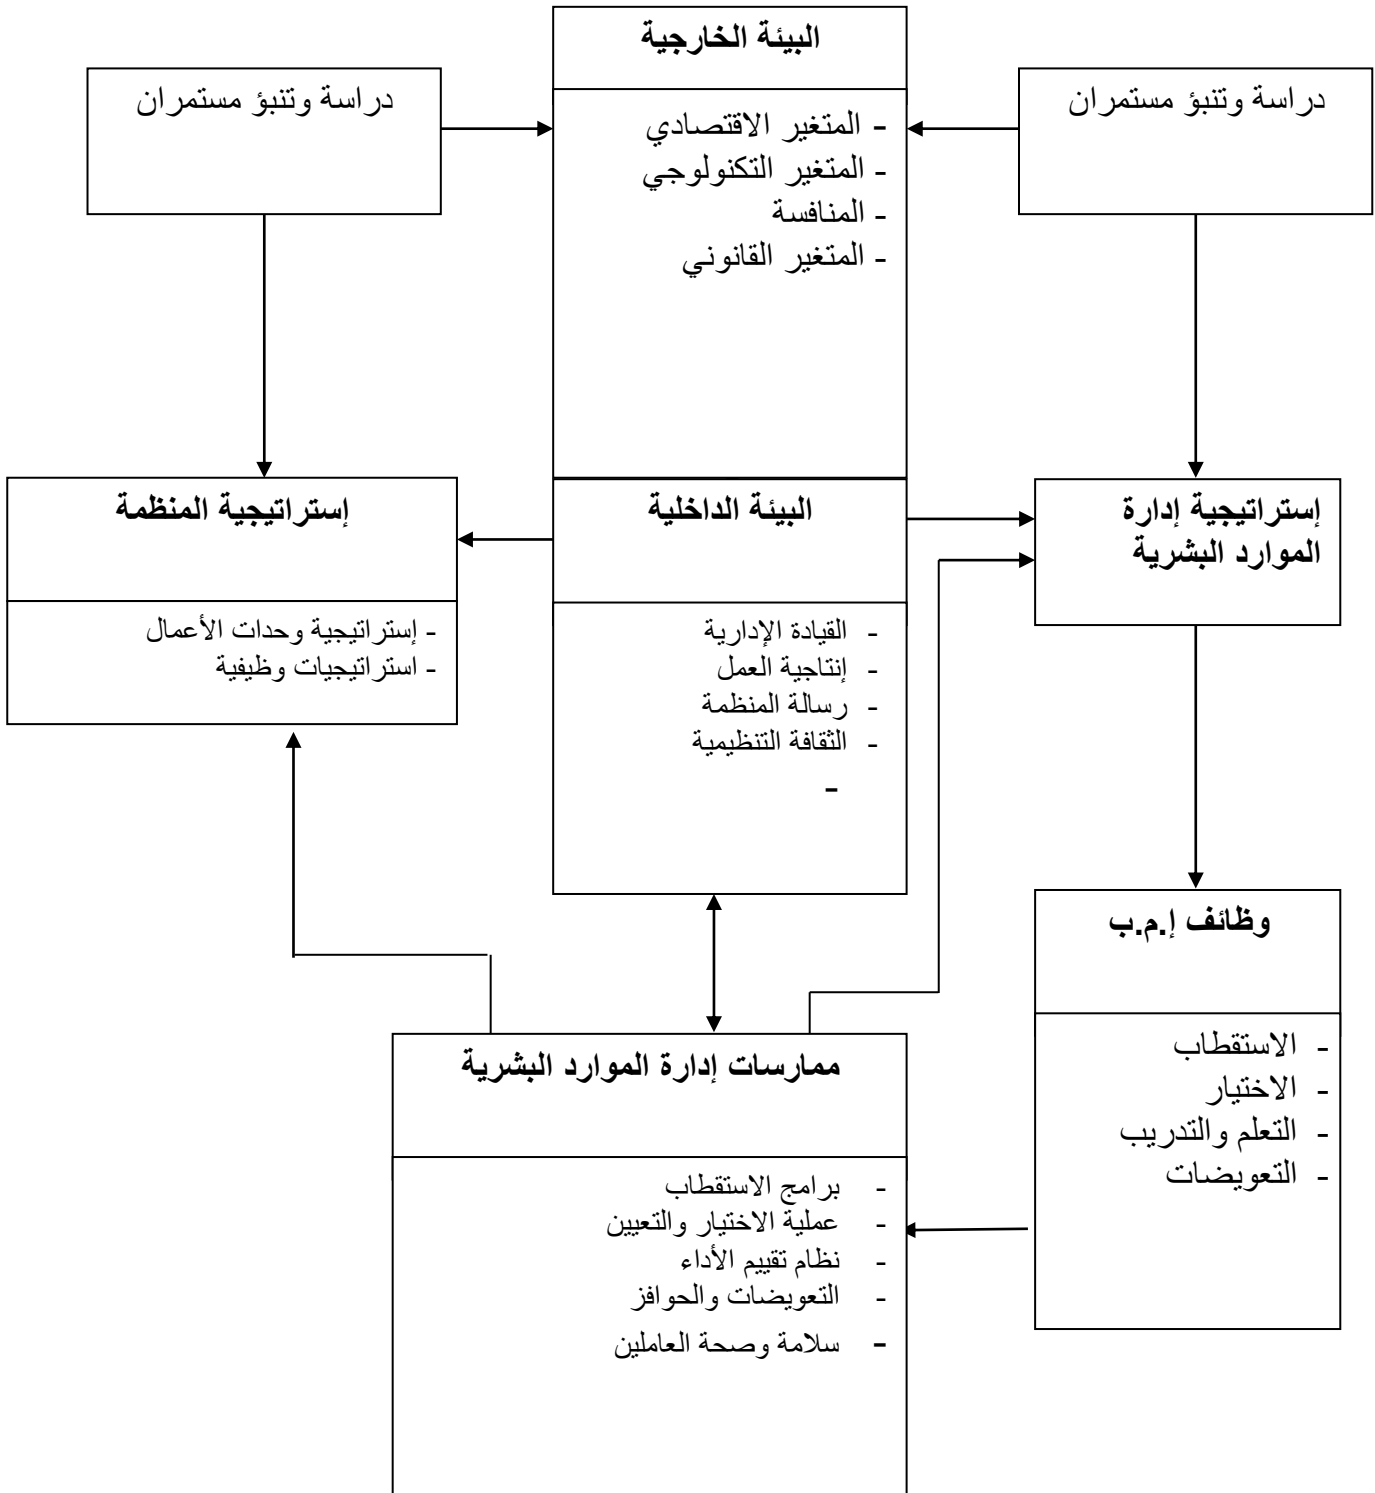 البيئة الخارجية
دراسة وتنبؤ مستمران
دراسة وتنبؤ مستمران
- المتغير الاقتصادي
- المتغير التكنولوجي
- المنافسة
- المتغير القانوني
إستراتيجية إدارة
الموارد البشرية
البيئة الداخلية
إستراتيجية المنظمة
- القيادة الإدارية
- إنتاجية العمل
- رسالة المنظمة
- الثقافة التنظيمية
-
- إستراتيجية وحدات الأعمال
- استراتيجيات وظيفية
وظائف إ.م.ب
- الاستقطاب
- الاختيار
- التعلم والتدريب
- التعويضات
ممارسات إدارة الموارد البشرية
- برامج الاستقطاب
- عملية الاختيار والتعيين
- نظام تقييم الأداء
- التعويضات والحوافز
- سلامة وصحة العاملين